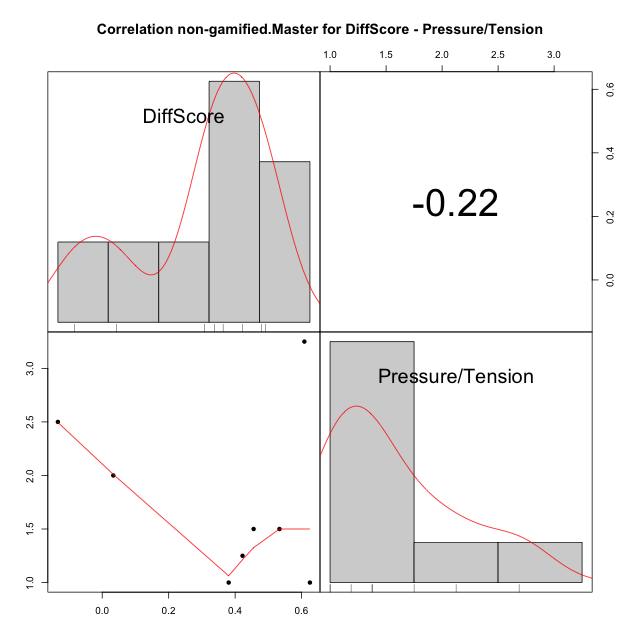 Correlation non-gamified.Master for DiffScore - Pressure/Tension
1.0 1.5 2.0 2.5 3.0
DiffScore
-0.22
0.6
0.4
0.2
0.0
Pressure/Tension
3.0
2.5
2.0
1.5
1.0
0.0 0.2 0.4 0.6